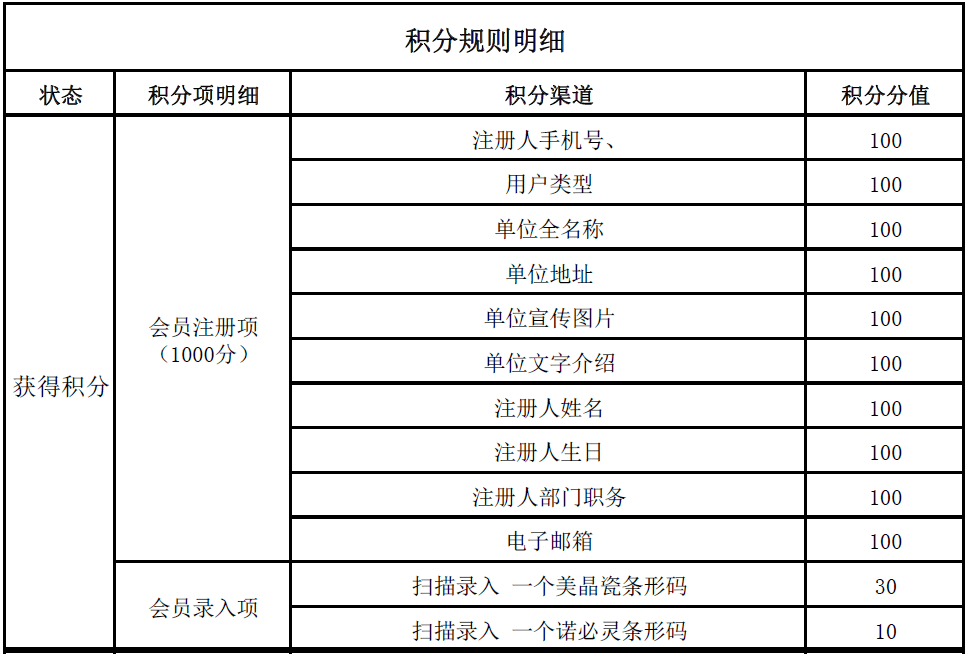 积分规则明细
状态 积分项明细 积分渠道 积分分值
注册人手机号、 100
用户类型 100
单位全名称 100
单位地址 100
单位宣传图片 100
会员注册项
（1000分）
单位文字介绍 100
获得积分
注册人姓名 100
注册人生日 100
注册人部门职务 100
电子邮箱 100
扫描录入 一个美晶瓷条形码 30
会员录入项
扫描录入 一个诺必灵条形码 10